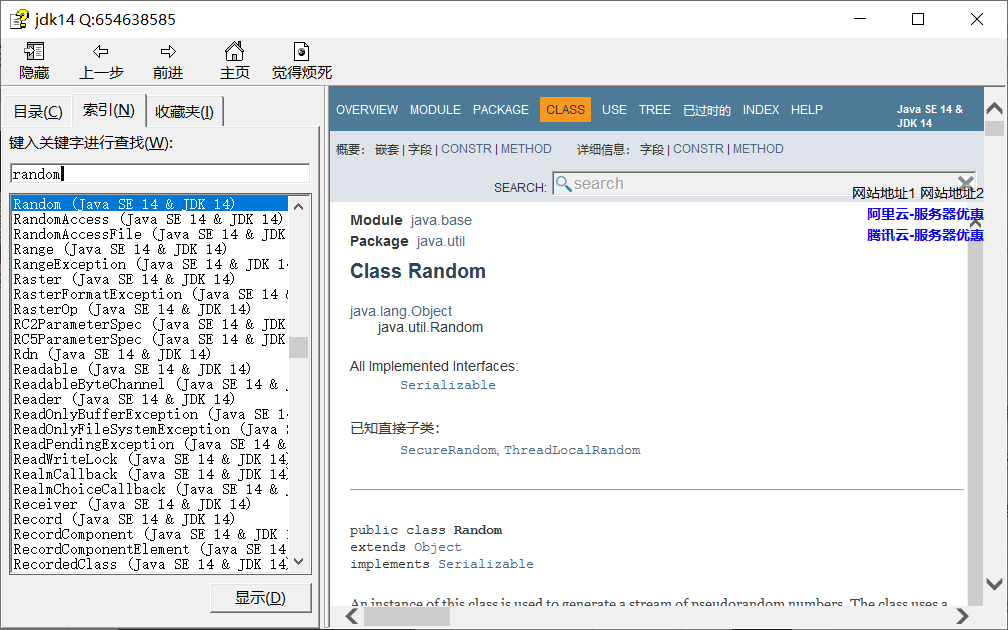 jdk14 Q:654638585
隐藏 上一步 前进 主页 觉得烦死
目录(C) 索引(N) 收藏夹(I)
键入关键字进行查找(W):
random
Random (Java SE 14 & JDK 14)
RandomAccess (Java SE 14 & JDK 14)
RandomAccessFile (Java SE 14 & JDK
Range (Java SE 14 & JDK 14)
RangeException (Java SE 14 & JDK 1
Raster (Java SE 14 & JDK 14)
RasterFormatException (Java SE 14 &
RasterOp (Java SE 14 & JDK 14)
RC2ParameterSpec (Java SE 14 & JDK
RC5ParameterSpec (Java SE 14 & JDK
Rdn (Java SE 14 & JDK 14)
Readable (Java SE 14 & JDK 14)
ReadableByteChannel (Java SE 14 &
Reader (Java SE 14 & JDK 14)
ReadOnlyBufferException (Java SE 1
ReadOnlyFileSystemException (Java
ReadPendingException (Java SE 14 &
ReadWriteLock (Java SE 14 & JDK 14
RealmCallback (Java SE 14 & JDK 14
RealmChoiceCallback (Java SE 14 &
Receiver (Java SE 14 & JDK 14)
Record (Java SE 14 & JDK 14)
RecordComponent (Java SE 14 & JDK
RecordComponentElement (Java SE 14
RecordedClass (Java SE 14 & JDK 14)
显示(D)
OVERVIEW MODULE PACKAGE CLASS USE TREE 已过时的 INDEX HELP
Java SE 14 &
JDK 14
概要： 嵌套 | 字段 | CONSTR | METHOD 详细信息： 字段 | CONSTR | METHOD
SEARCH: search
网站地址1 网站地址2
阿里云-服务器优惠
腾讯云-服务器优惠
Module java.base
Package java.util
Class Random
java.lang.Object
java.util.Random
All Implemented Interfaces:
Serializable
已知直接子类：
SecureRandom, ThreadLocalRandom
public class Random
extends Object
implements Serializable
An instance of this class is used to generate a stream of pseudorandom numbers. The class uses a